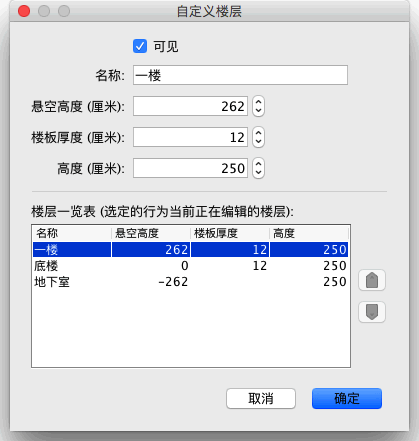 自定义楼层
可见
名称: 一楼
悬空高度 (厘米): 262
楼板厚度 (厘米): 12
高度 (厘米): 250
楼层一览表 (选定的行为当前正在编辑的楼层):
名称 悬空高度 楼板厚度 高度
一楼 262 12 250
底楼 0 12 250
地下室 -262 250
取消 确定